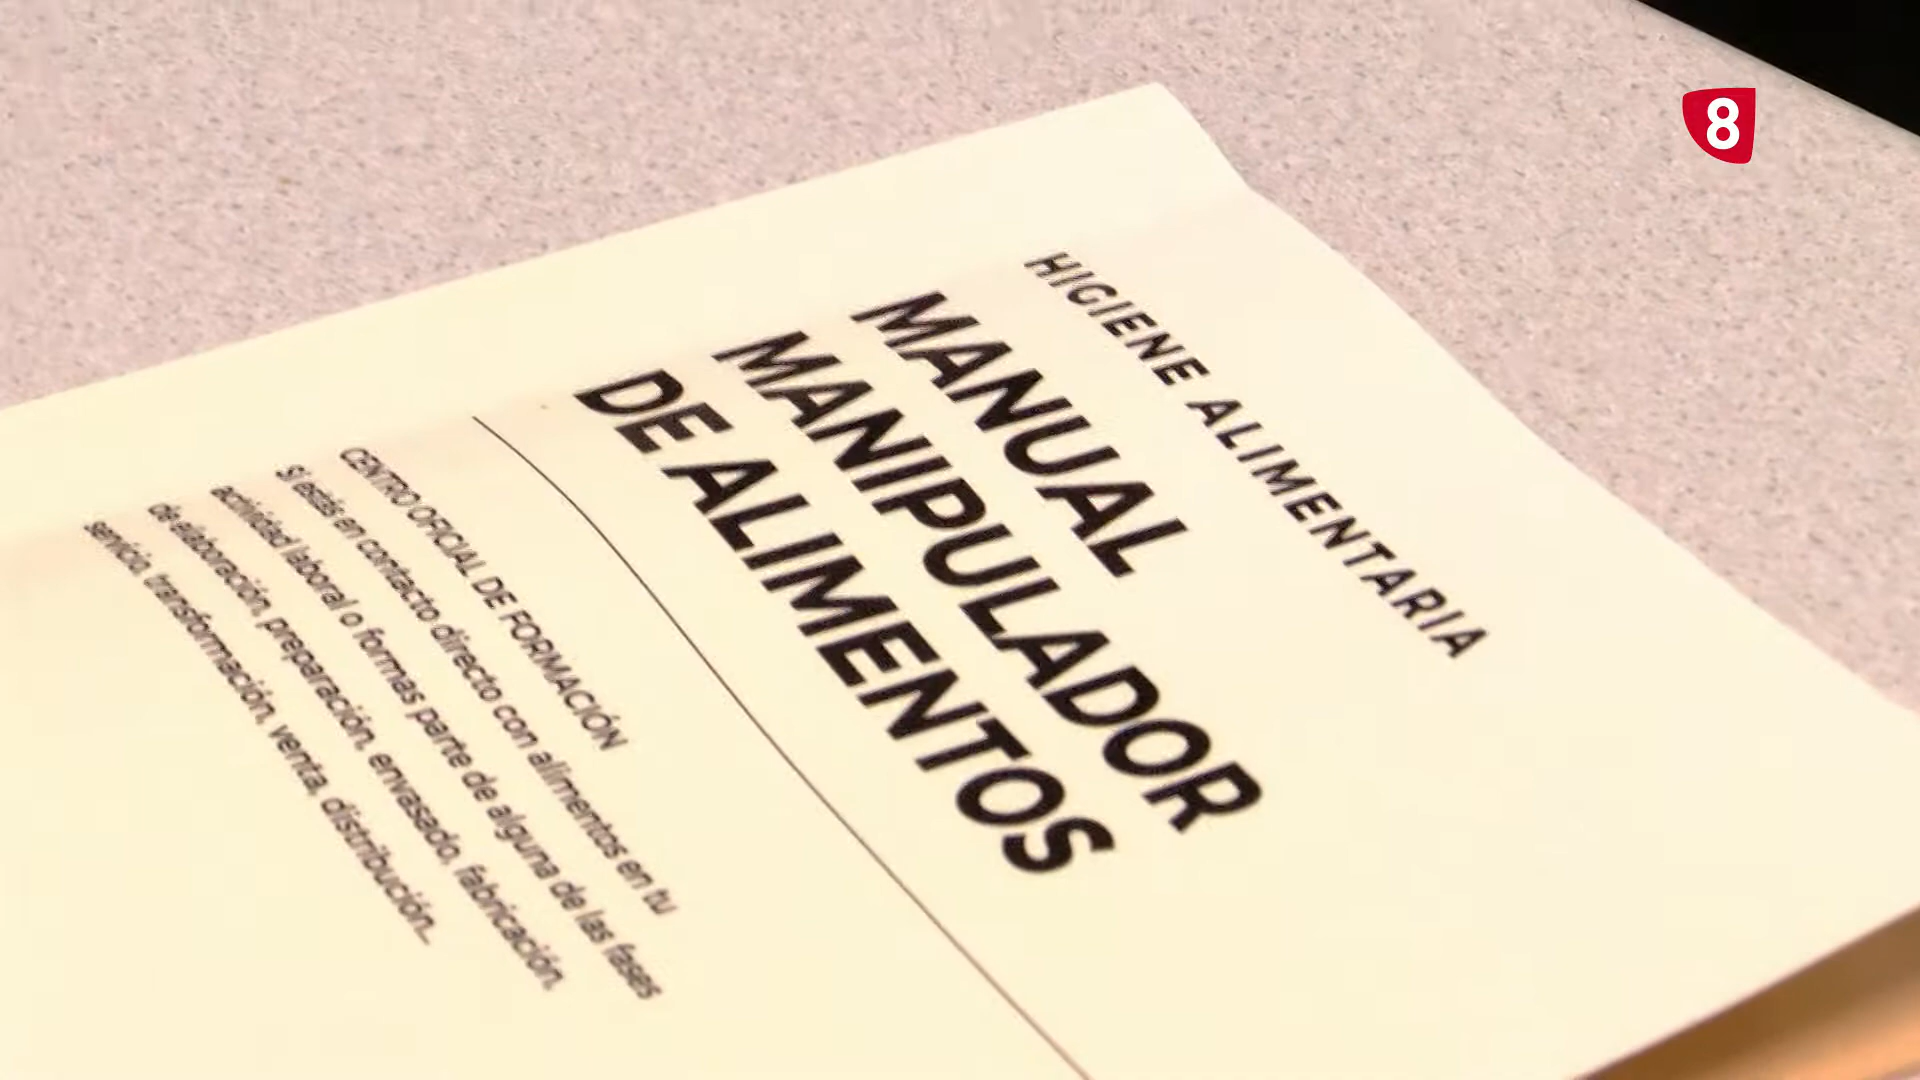 8
HIGIENE ALIMENTARIA
MANUAL
MANIPULADOR
DE ALIMENTOS
CENTRO OFICIAL DE FORMACIÓN
Si estás en contacto directo con alimentos en tu
actividad laboral o formas parte de alguna de las fases
de elaboración, preparación, envasado, fabricación,
servicio, transformación, venta, distribución...